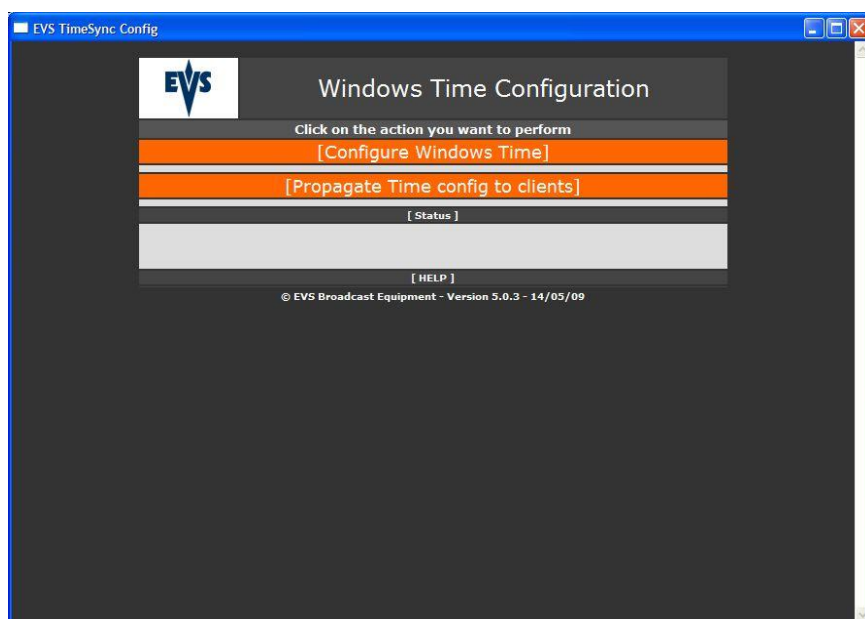 EVS TimeSync Config
EVS
Windows Time Configuration
Click on the action you want to perform
[Configure Windows Time]
[Propagate Time config to clients]
[ Status ]
[ HELP ]
© EVS Broadcast Equipment - Version 5.0.3 - 14/05/09